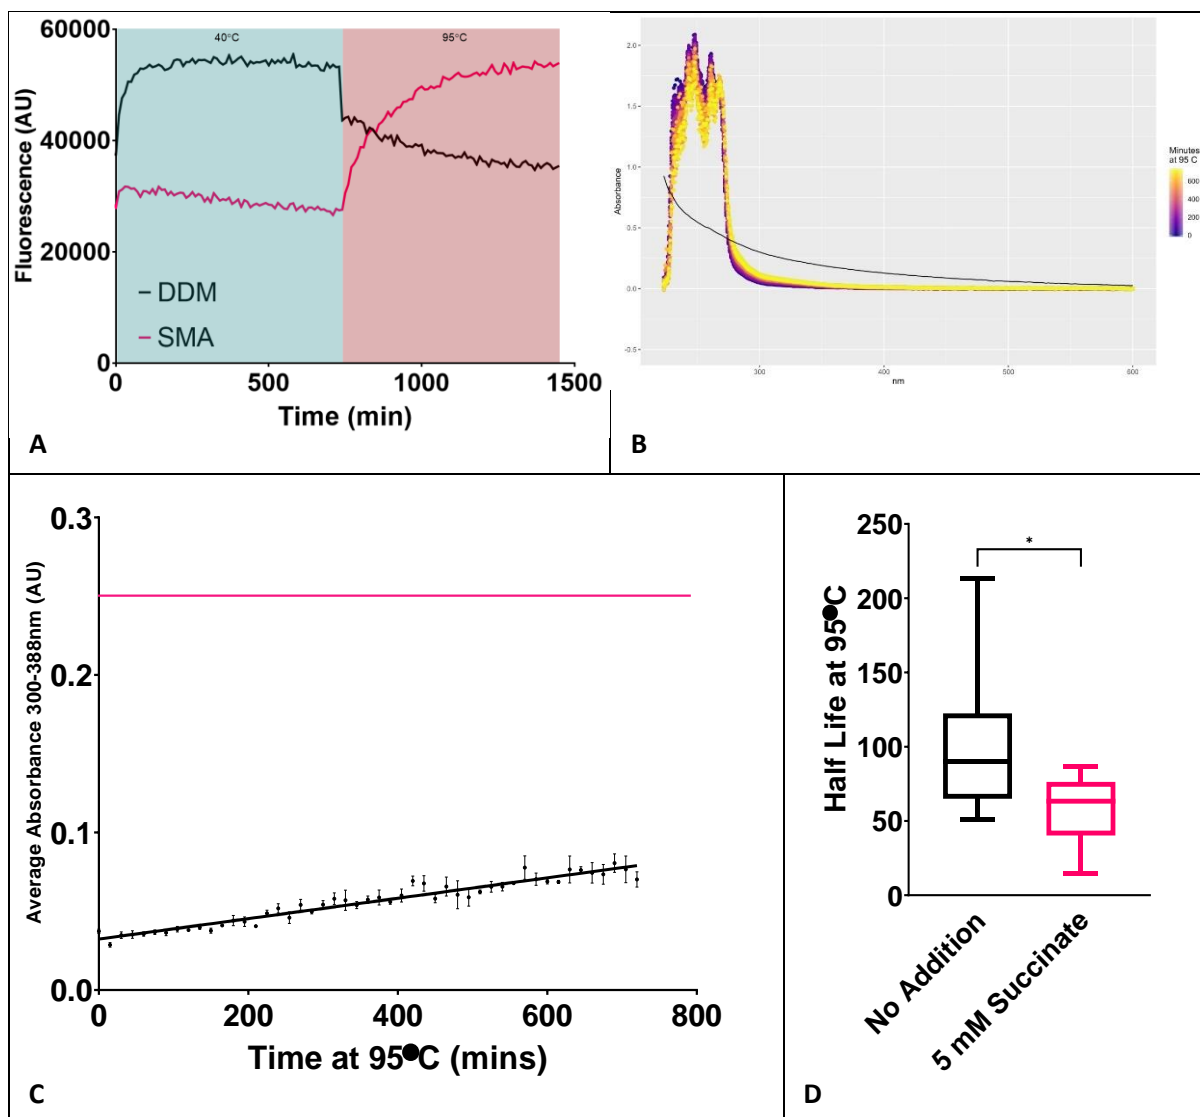 60000
40000
20000
0
Fluorescence (AU)
40°C
95°C
DDM
SMA
0
500
1000
1500
Time (min)
A
2.0
1.5
1.0
0.5
0.0
-0.5
Absorbance
300
400
500
600
nm
Minutes
at 95 C
600
400
200
0
B
0.3
0.2
0.1
0.0
Average Absorbance 300-388nm (AU)
0
200
400
600
800
Time at 95●C (mins)
C
250
200
150
100
50
0
Half Life at 95●C
*
No Addition
5 mM Succinate
D